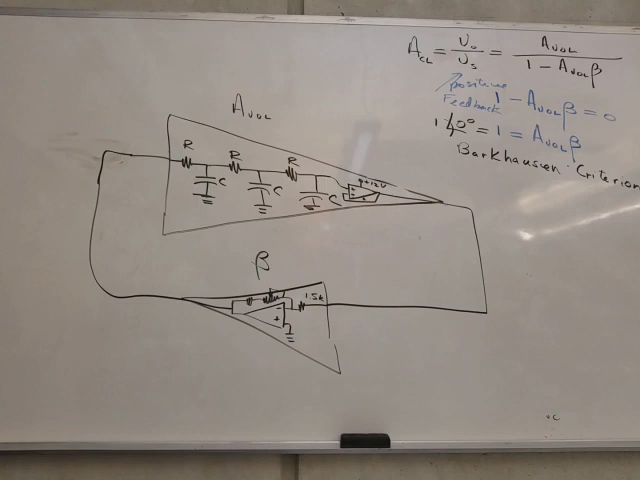 A_CL = V_o / V_s = A_VOL / 1 - A_VOL β
positive
Feedback
1 - A_VOL β = 0
1∠0° = 1 = A_VOL β
Barkhausen Criterion
A_VOL
R R R
C C C
β
1.5k